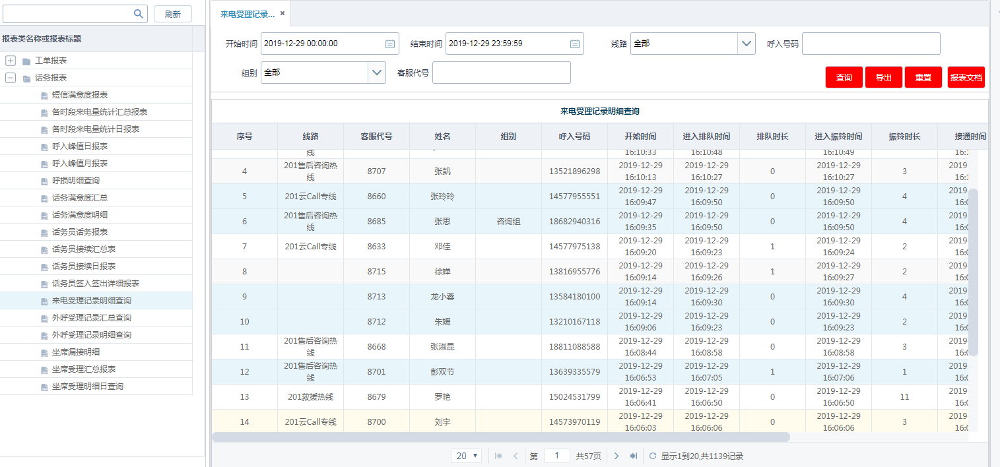 刷新
报表类名称或报表标题
工单报表
话务报表
短信满意度报表
各时段来电量统计汇总报表
各时段来电量统计日报表
呼入峰值日报表
呼入峰值月报表
呼损明细查询
话务满意度汇总
话务满意度明细
话务员话务报表
话务员接续汇总表
话务员接续日报表
话务员签入签出详细报表
来电受理记录明细查询
外呼受理记录汇总查询
外呼受理记录明细查询
坐席漏接明细
坐席受理汇总报表
坐席受理明细日查询
来电受理记录... ×
开始时间 2019-12-29 00:00:00 结束时间 2019-12-29 23:59:59 线路 全部 呼入号码
组别 全部 客服代号 查询 导出 重置 报表文档
来电受理记录明细查询
序号 线路 客服代号 姓名 组别 呼入号码 开始时间 进入排队时间 排队时长 进入振铃时间 振铃时长 接通时间
线 16:10:33 16:10:48 16:10:49
4 201售后咨询热线 8707 张凯 13521896298 2019-12-29 16:10:13 2019-12-29 16:10:27 0 2019-12-29 16:10:27 3 2019-
5 201云Call专线 8660 张玲玲 14577955551 2019-12-29 16:09:47 2019-12-29 16:09:50 0 2019-12-29 16:09:50 4 2019-
6 201售后咨询热线 8685 张思 咨询组 18682940316 2019-12-29 16:09:35 2019-12-29 16:09:50 0 2019-12-29 16:09:50 4 2019-
7 201云Call专线 8633 邓佳 14577975138 2019-12-29 16:09:20 2019-12-29 16:09:23 1 2019-12-29 16:09:24 2 2019-
8 8715 徐婵 13816955776 2019-12-29 16:09:14 2019-12-29 16:09:26 1 2019-12-29 16:09:27 2 2019-
9 8713 龙小蓉 13584180100 2019-12-29 16:09:14 2019-12-29 16:09:30 0 2019-12-29 16:09:30 4 2019-
10 8712 朱媛 13210167118 2019-12-29 16:09:06 2019-12-29 16:09:23 0 2019-12-29 16:09:23 2 2019-
11 201售后咨询热线 8668 张淑昆 18811088588 2019-12-29 16:08:44 2019-12-29 16:08:58 0 2019-12-29 16:08:58 3 2019-
12 201售后咨询热线 8701 彭双节 13639335579 2019-12-29 16:06:53 2019-12-29 16:07:05 1 2019-12-29 16:07:06 1 2019-
13 201救援热线 8679 罗艳 15024531799 2019-12-29 16:06:41 2019-12-29 16:06:50 0 2019-12-29 16:06:50 11 2019-
14 201云Call专线 8700 刘宇 14573970119 2019-12-29 16:06:03 2019-12-29 16:06:06 0 2019-12-29 16:06:06 3 2019-
20 第 1 共57页 显示1到20,共1139记录